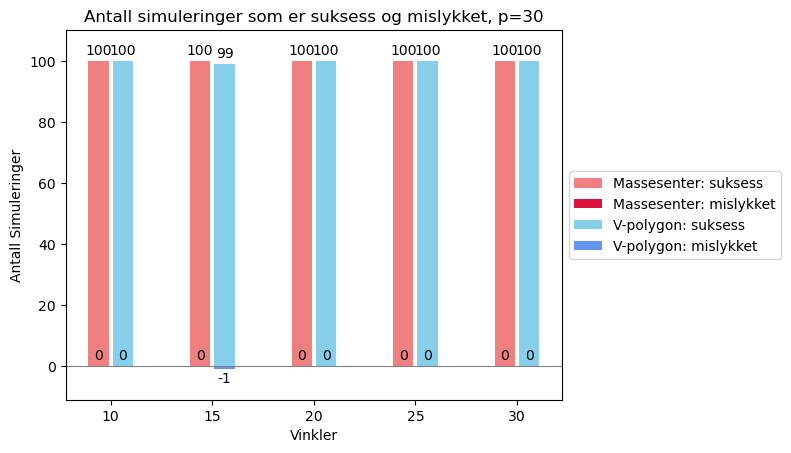 Antall simuleringer som er suksess og mislykket, p=30
100 100 100 99 100 100 100 100 100 100
100
80
60
40
20
0
0 0 0 0 0 0 0 0 0
-1
10 15 20 25 30
Vinkler
Antall Simuleringer
Massesenter: suksess
Massesenter: mislykket
V-polygon: suksess
V-polygon: mislykket